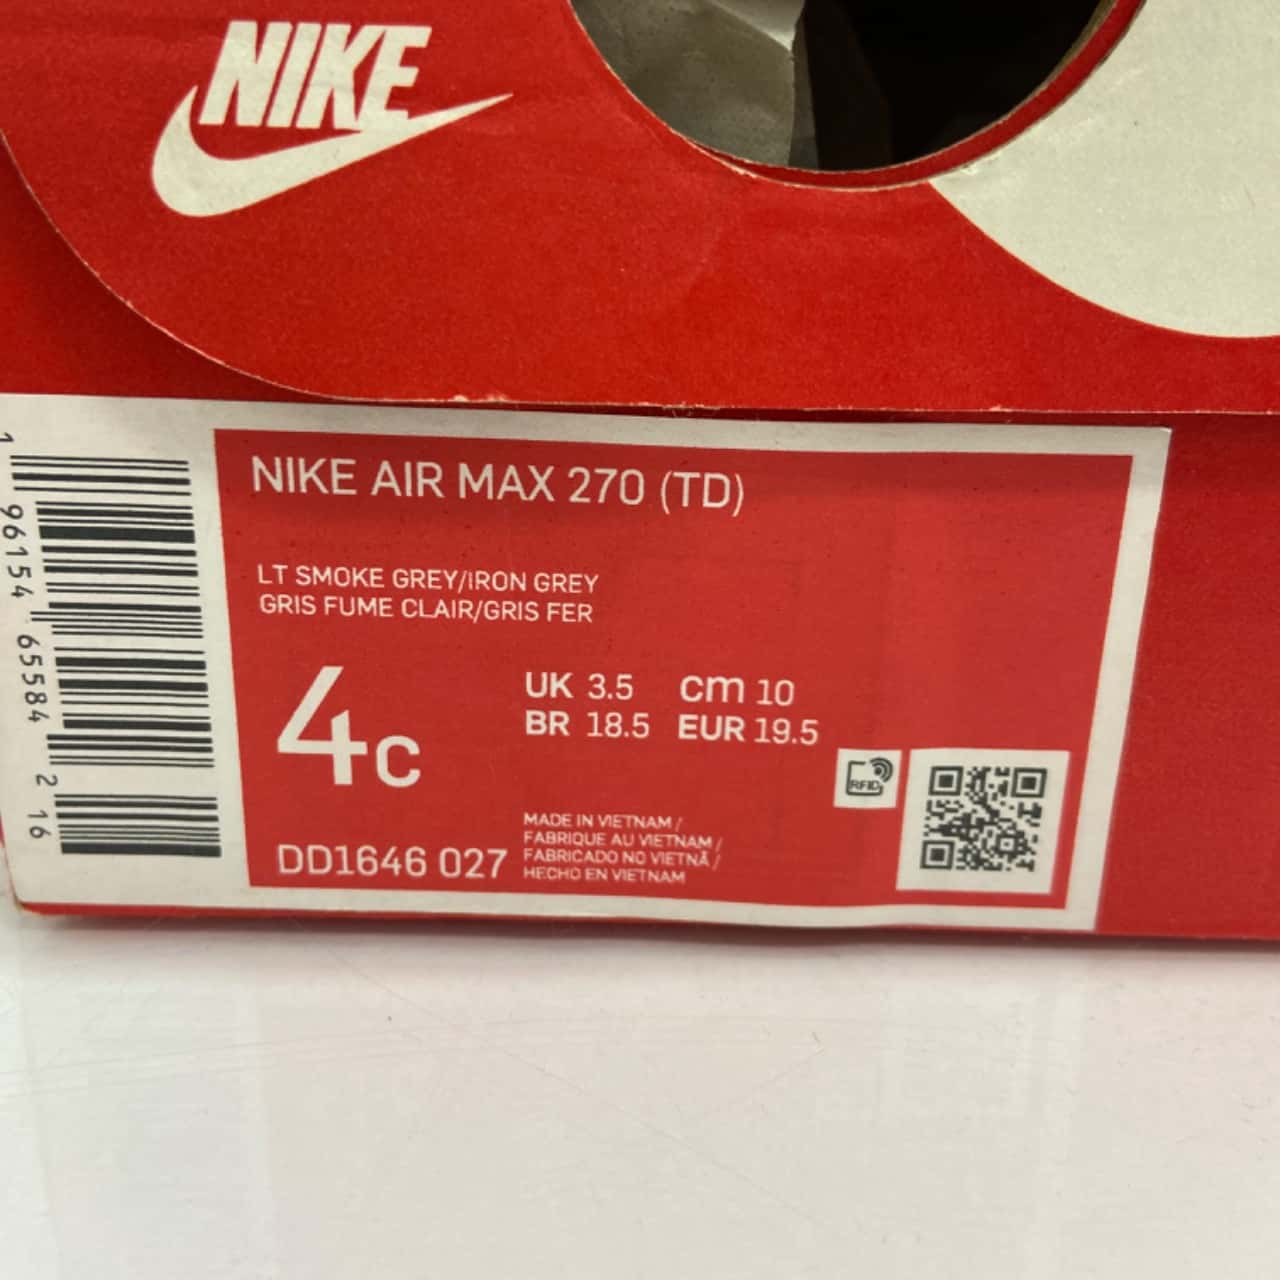 NIKE
NIKE AIR MAX 270 (TD)
LT SMOKE GREY/IRON GREY
GRIS FUME CLAIR/GRIS FER
4C
UK 3.5 cm 10
BR 18.5 EUR 19.5
RFID
MADE IN VIETNAM /
FABRIQUE AU VIETNAM /
FABRICADO NO VIETNÃ /
HECHO EN VIETNAM
DD1646 027
1 96154 65584 2 16